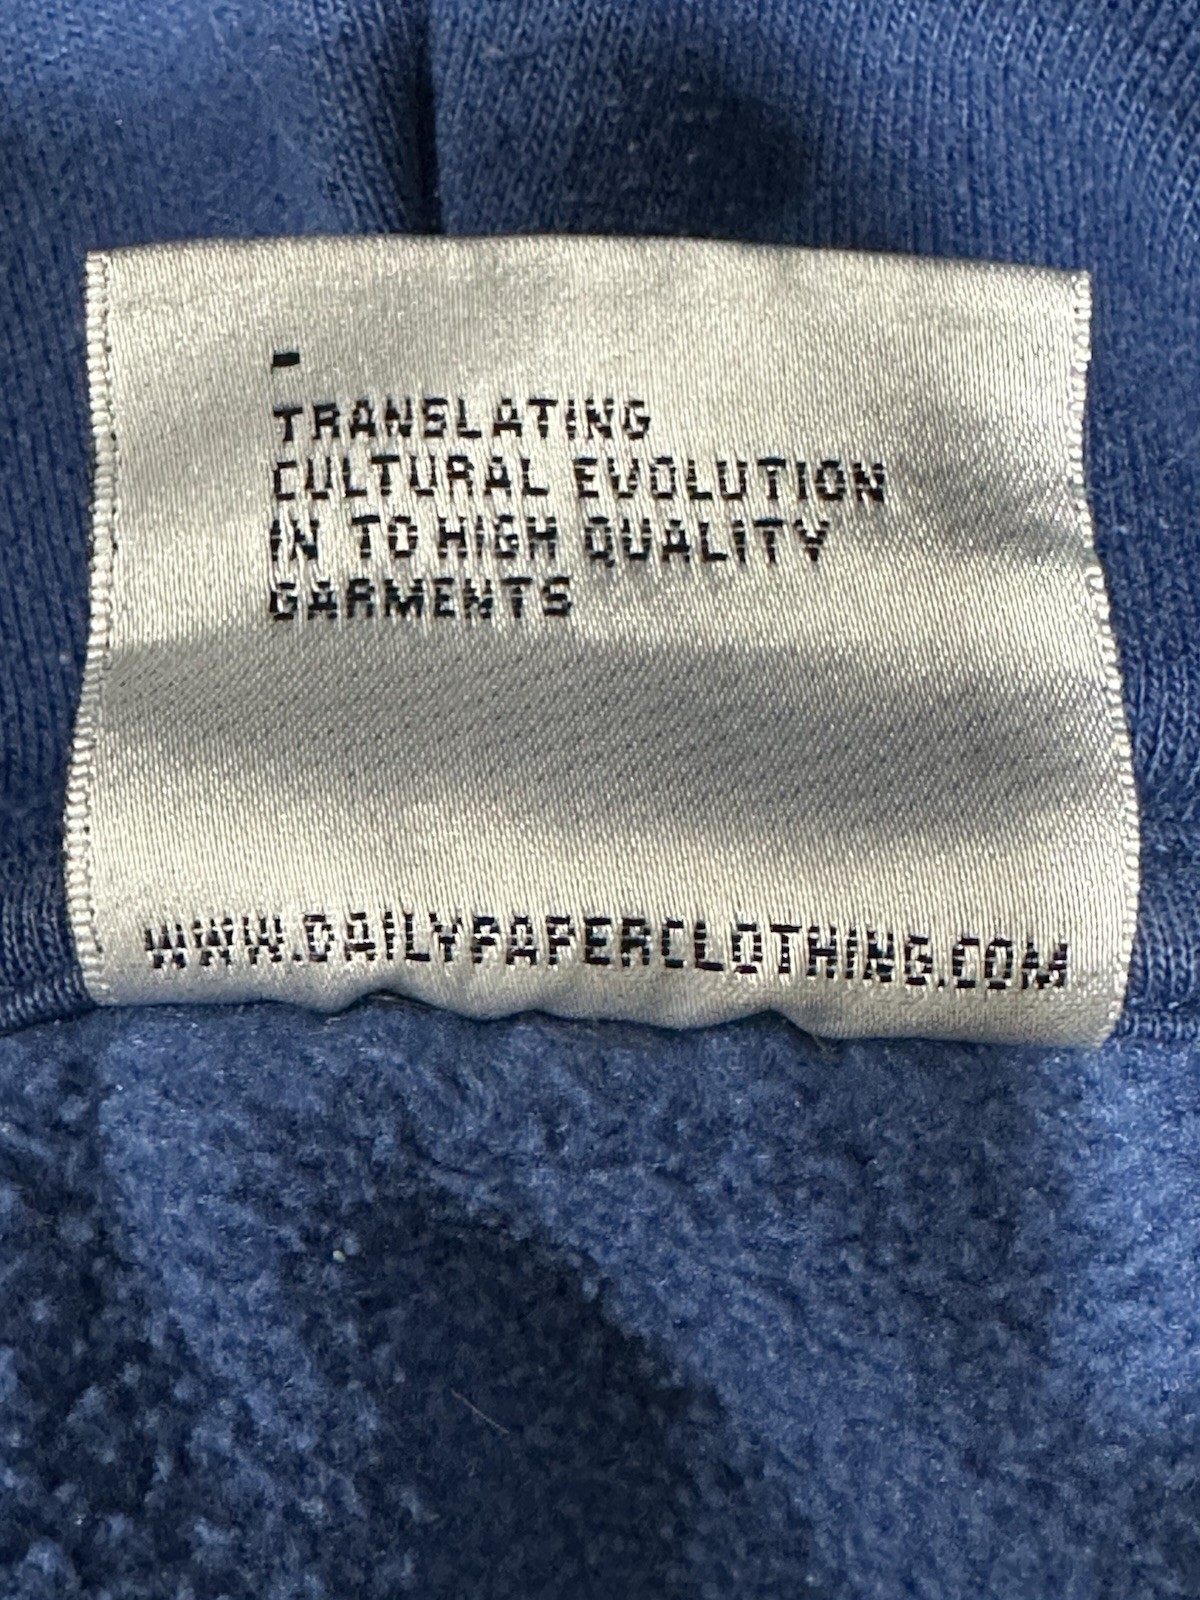 -
TRANSLATING
CULTURAL EVOLUTION
IN TO HIGH QUALITY
GARMENTS
WWW.DAILYPAPERCLOTHING.COM